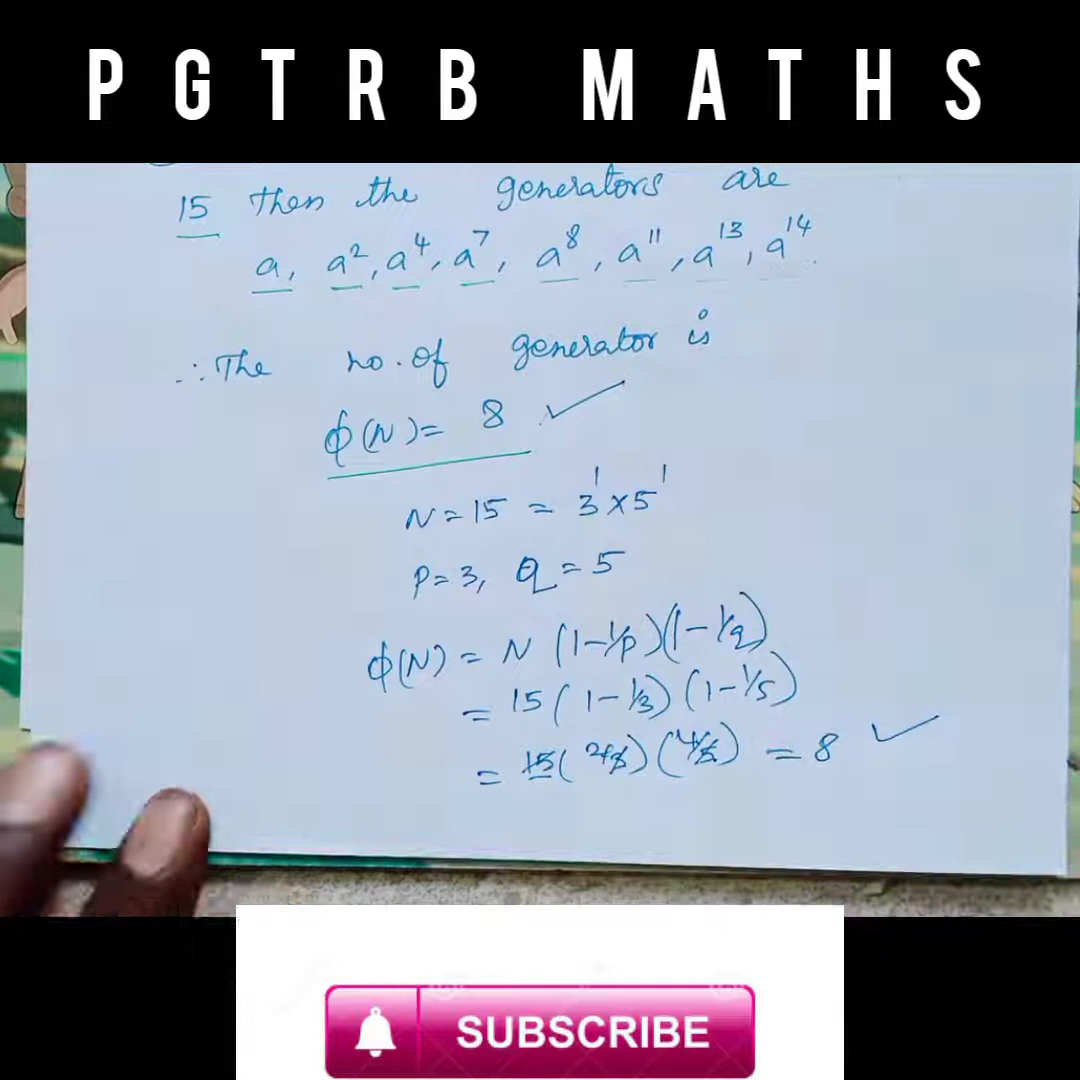 PGTRB MATHS
15 then the generators are
a, a², a⁴, a⁷, a⁸, a¹¹, a¹³, a¹⁴.
∴ The no. of generator is
ϕ(N) = 8 ✓
N = 15 = 3¹ × 5¹
P = 3, Q = 5
ϕ(N) = N (1 - 1/p)(1 - 1/q)
= 15 (1 - 1/3) (1 - 1/5)
= 15 (2/3) (4/5) = 8 ✓
SUBSCRIBE